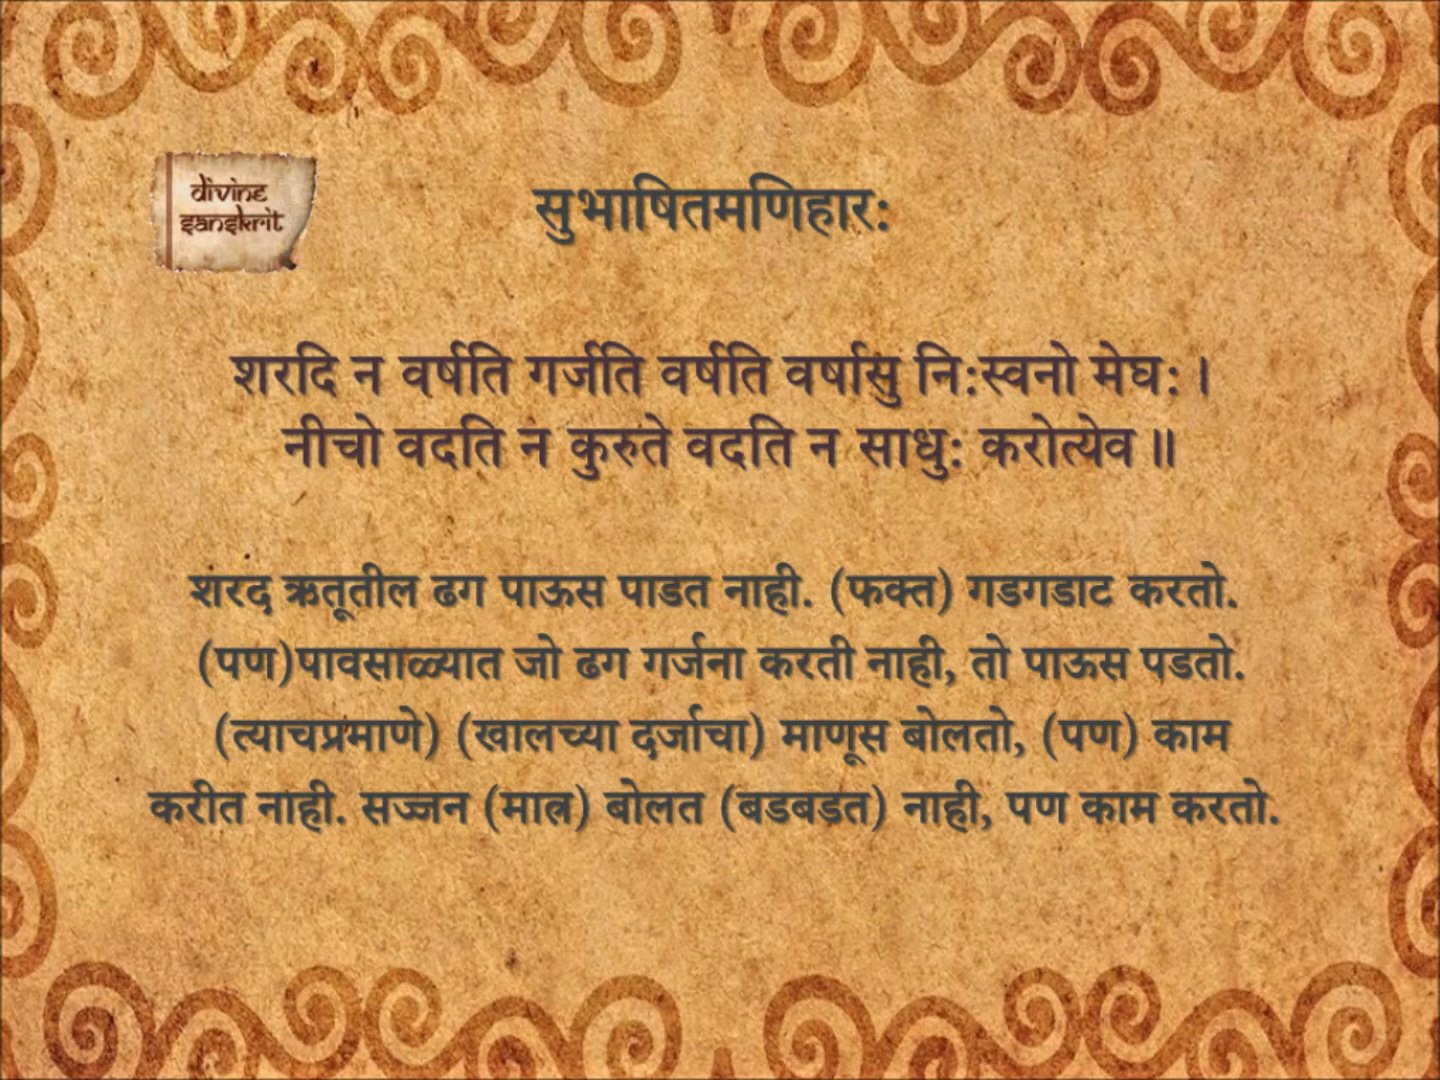 divine
sanskrit
सुभाषितमणिहार:
शरदि न वर्षति गर्जति वर्षति वर्षासु नि:स्वनो मेघ: ।
नीचो वदति न कुरुते वदति न साधु: करोत्येव ॥
शरद ऋतूतील ढग पाऊस पाडत नाही. (फक्त) गडगडाट करतो.
(पण)पावसाळ्यात जो ढग गर्जना करती नाही, तो पाऊस पडतो.
(त्याचप्रमाणे) (खालच्या दर्जाचा) माणूस बोलतो, (पण) काम
करीत नाही. सज्जन (मात्र) बोलत (बडबडत) नाही, पण काम करतो.